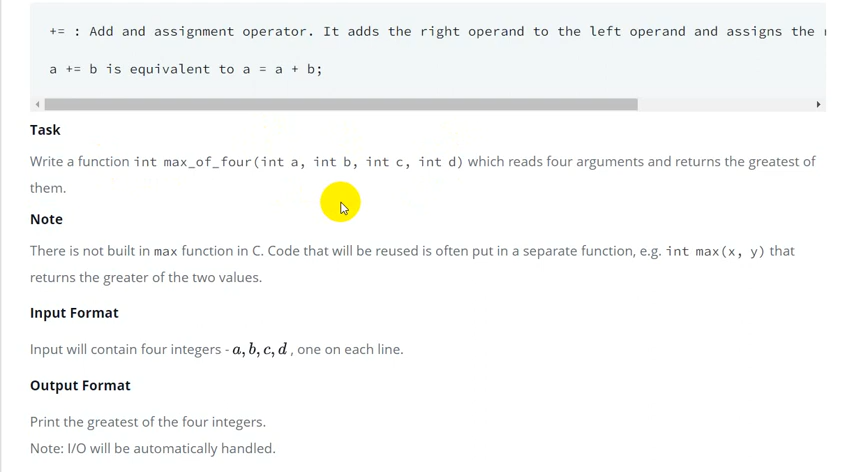 += : Add and assignment operator. It adds the right operand to the left operand and assigns the
a += b is equivalent to a = a + b;
Task
Write a function int max_of_four(int a, int b, int c, int d) which reads four arguments and returns the greatest of
them.
Note
There is not built in max function in C. Code that will be reused is often put in a separate function, e.g. int max(x, y) that
returns the greater of the two values.
Input Format
Input will contain four integers - a, b, c, d , one on each line.
Output Format
Print the greatest of the four integers.
Note: I/O will be automatically handled.